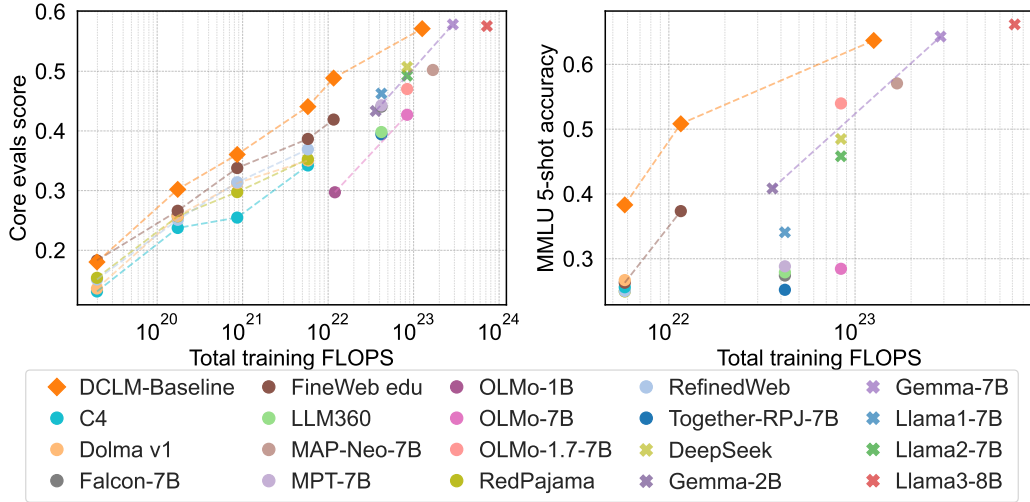 0.6
0.5
0.4
0.3
0.2
Core evals score
10^20
10^21
10^22
10^23
10^24
Total training FLOPS
0.6
0.5
0.4
0.3
MMLU 5-shot accuracy
10^22
10^23
Total training FLOPS
DCLM-Baseline
C4
Dolma v1
Falcon-7B
FineWeb edu
LLM360
MAP-Neo-7B
MPT-7B
OLMo-1B
OLMo-7B
OLMo-1.7-7B
RedPajama
RefinedWeb
Together-RPJ-7B
DeepSeek
Gemma-2B
Gemma-7B
Llama1-7B
Llama2-7B
Llama3-8B